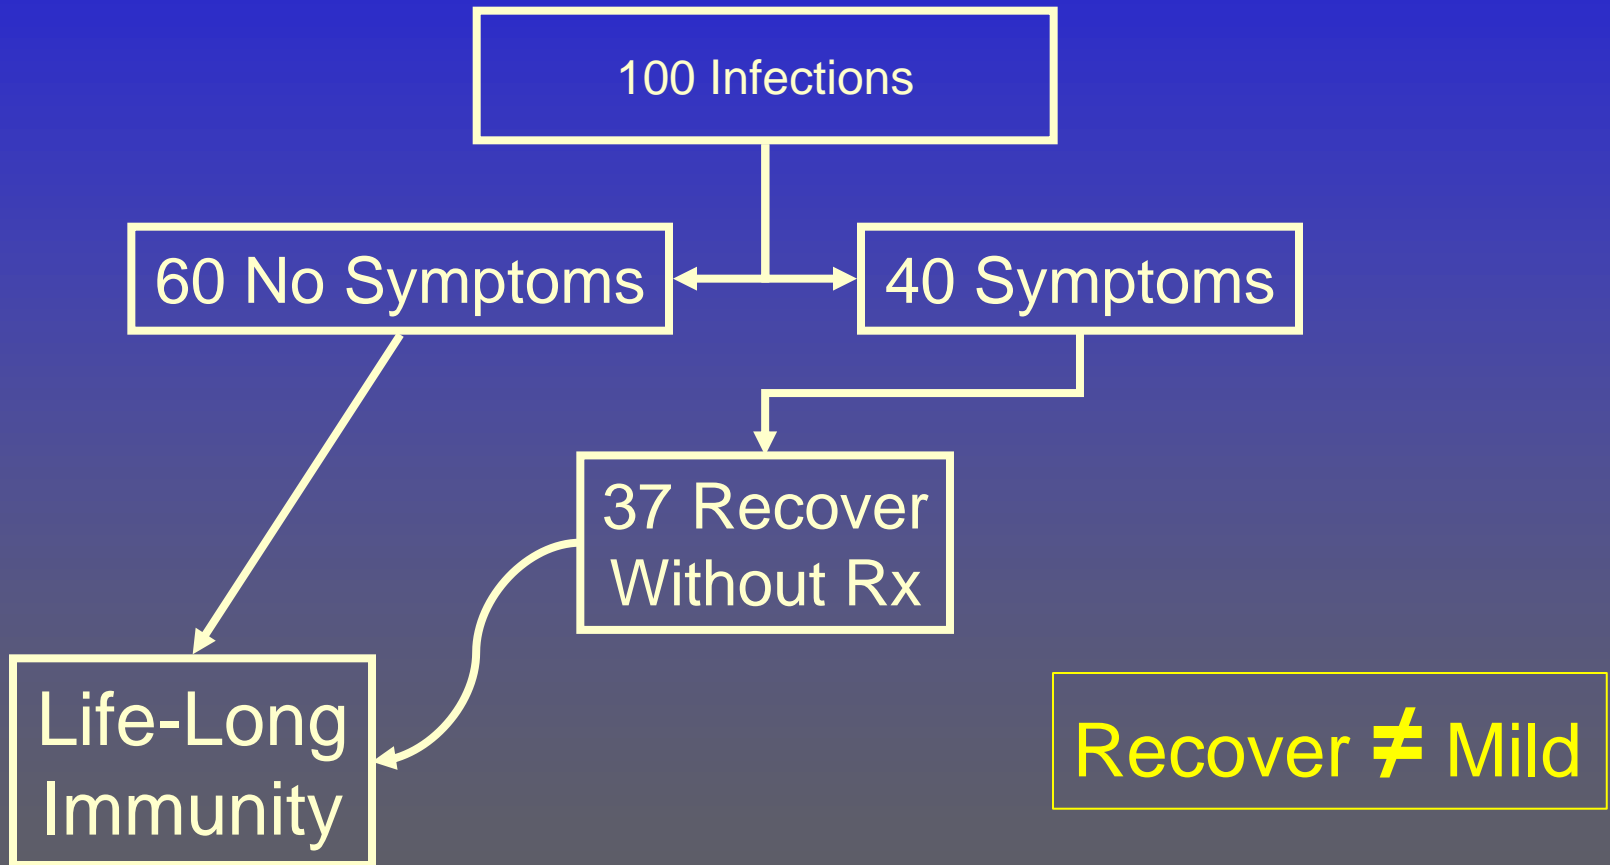 100 Infections
60 No Symptoms
40 Symptoms
37 Recover
Without Rx
Life-Long
Immunity
Recover ≠ Mild